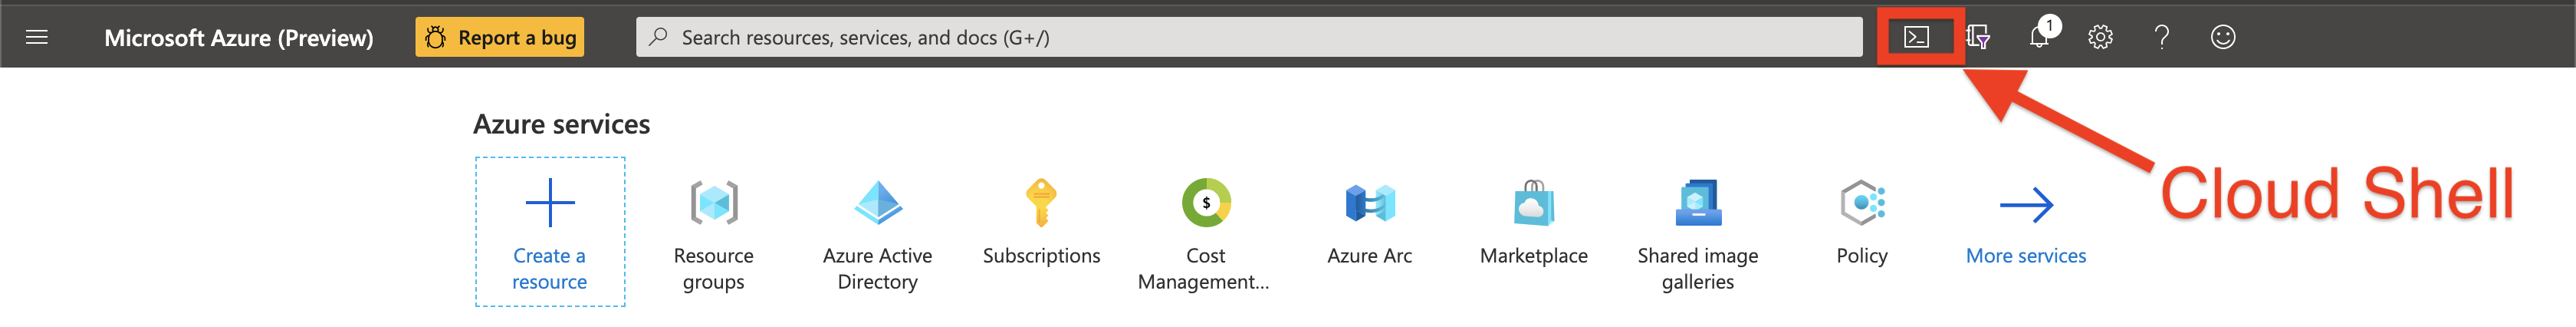 Microsoft Azure (Preview)
Report a bug
Search resources, services, and docs (G+/)
1
Cloud Shell
Azure services
Create a
resource
Resource
groups
Azure Active
Directory
Subscriptions
$
Cost
Management...
Azure Arc
Marketplace
Shared image
galleries
Policy
More services